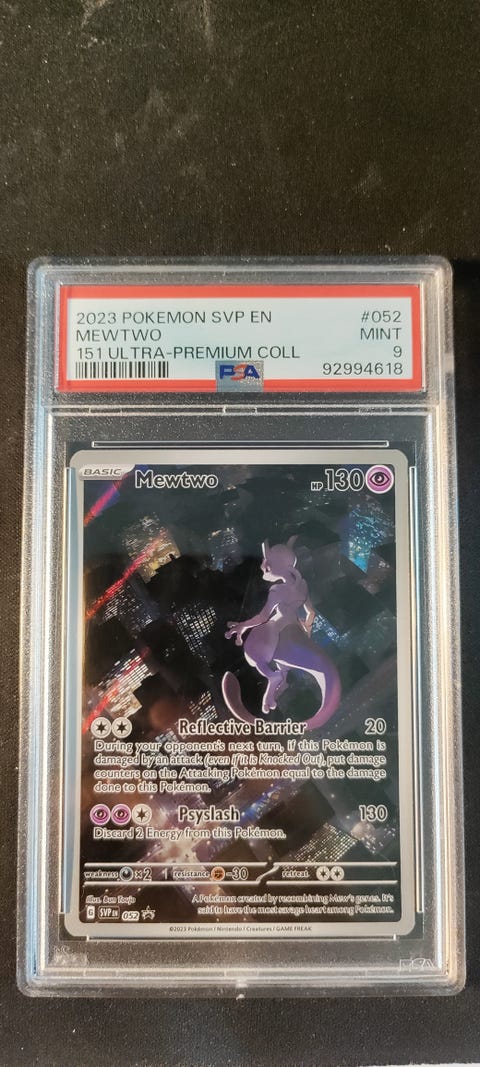 2023 POKEMON SVP EN #052
MEWTWO MINT
151 ULTRA-PREMIUM COLL 9
PSA 92994618
BASIC Mewtwo HP 130
Reflective Barrier 20
During your opponent's next turn, if this Pokémon is
damaged by an attack (even if it is Knocked Out), put damage
counters on the Attacking Pokémon equal to the damage
done to this Pokémon.
Psyslash 130
Discard 2 Energy from this Pokémon.
weakness ×2 resistance -30 retreat
Illus. Bun Toujo
A Pokémon created by recombining Mew's genes. It's
said to have the most savage heart among Pokémon.
G SVP EN 052
©2023 Pokémon / Nintendo / Creatures / GAME FREAK
PSA